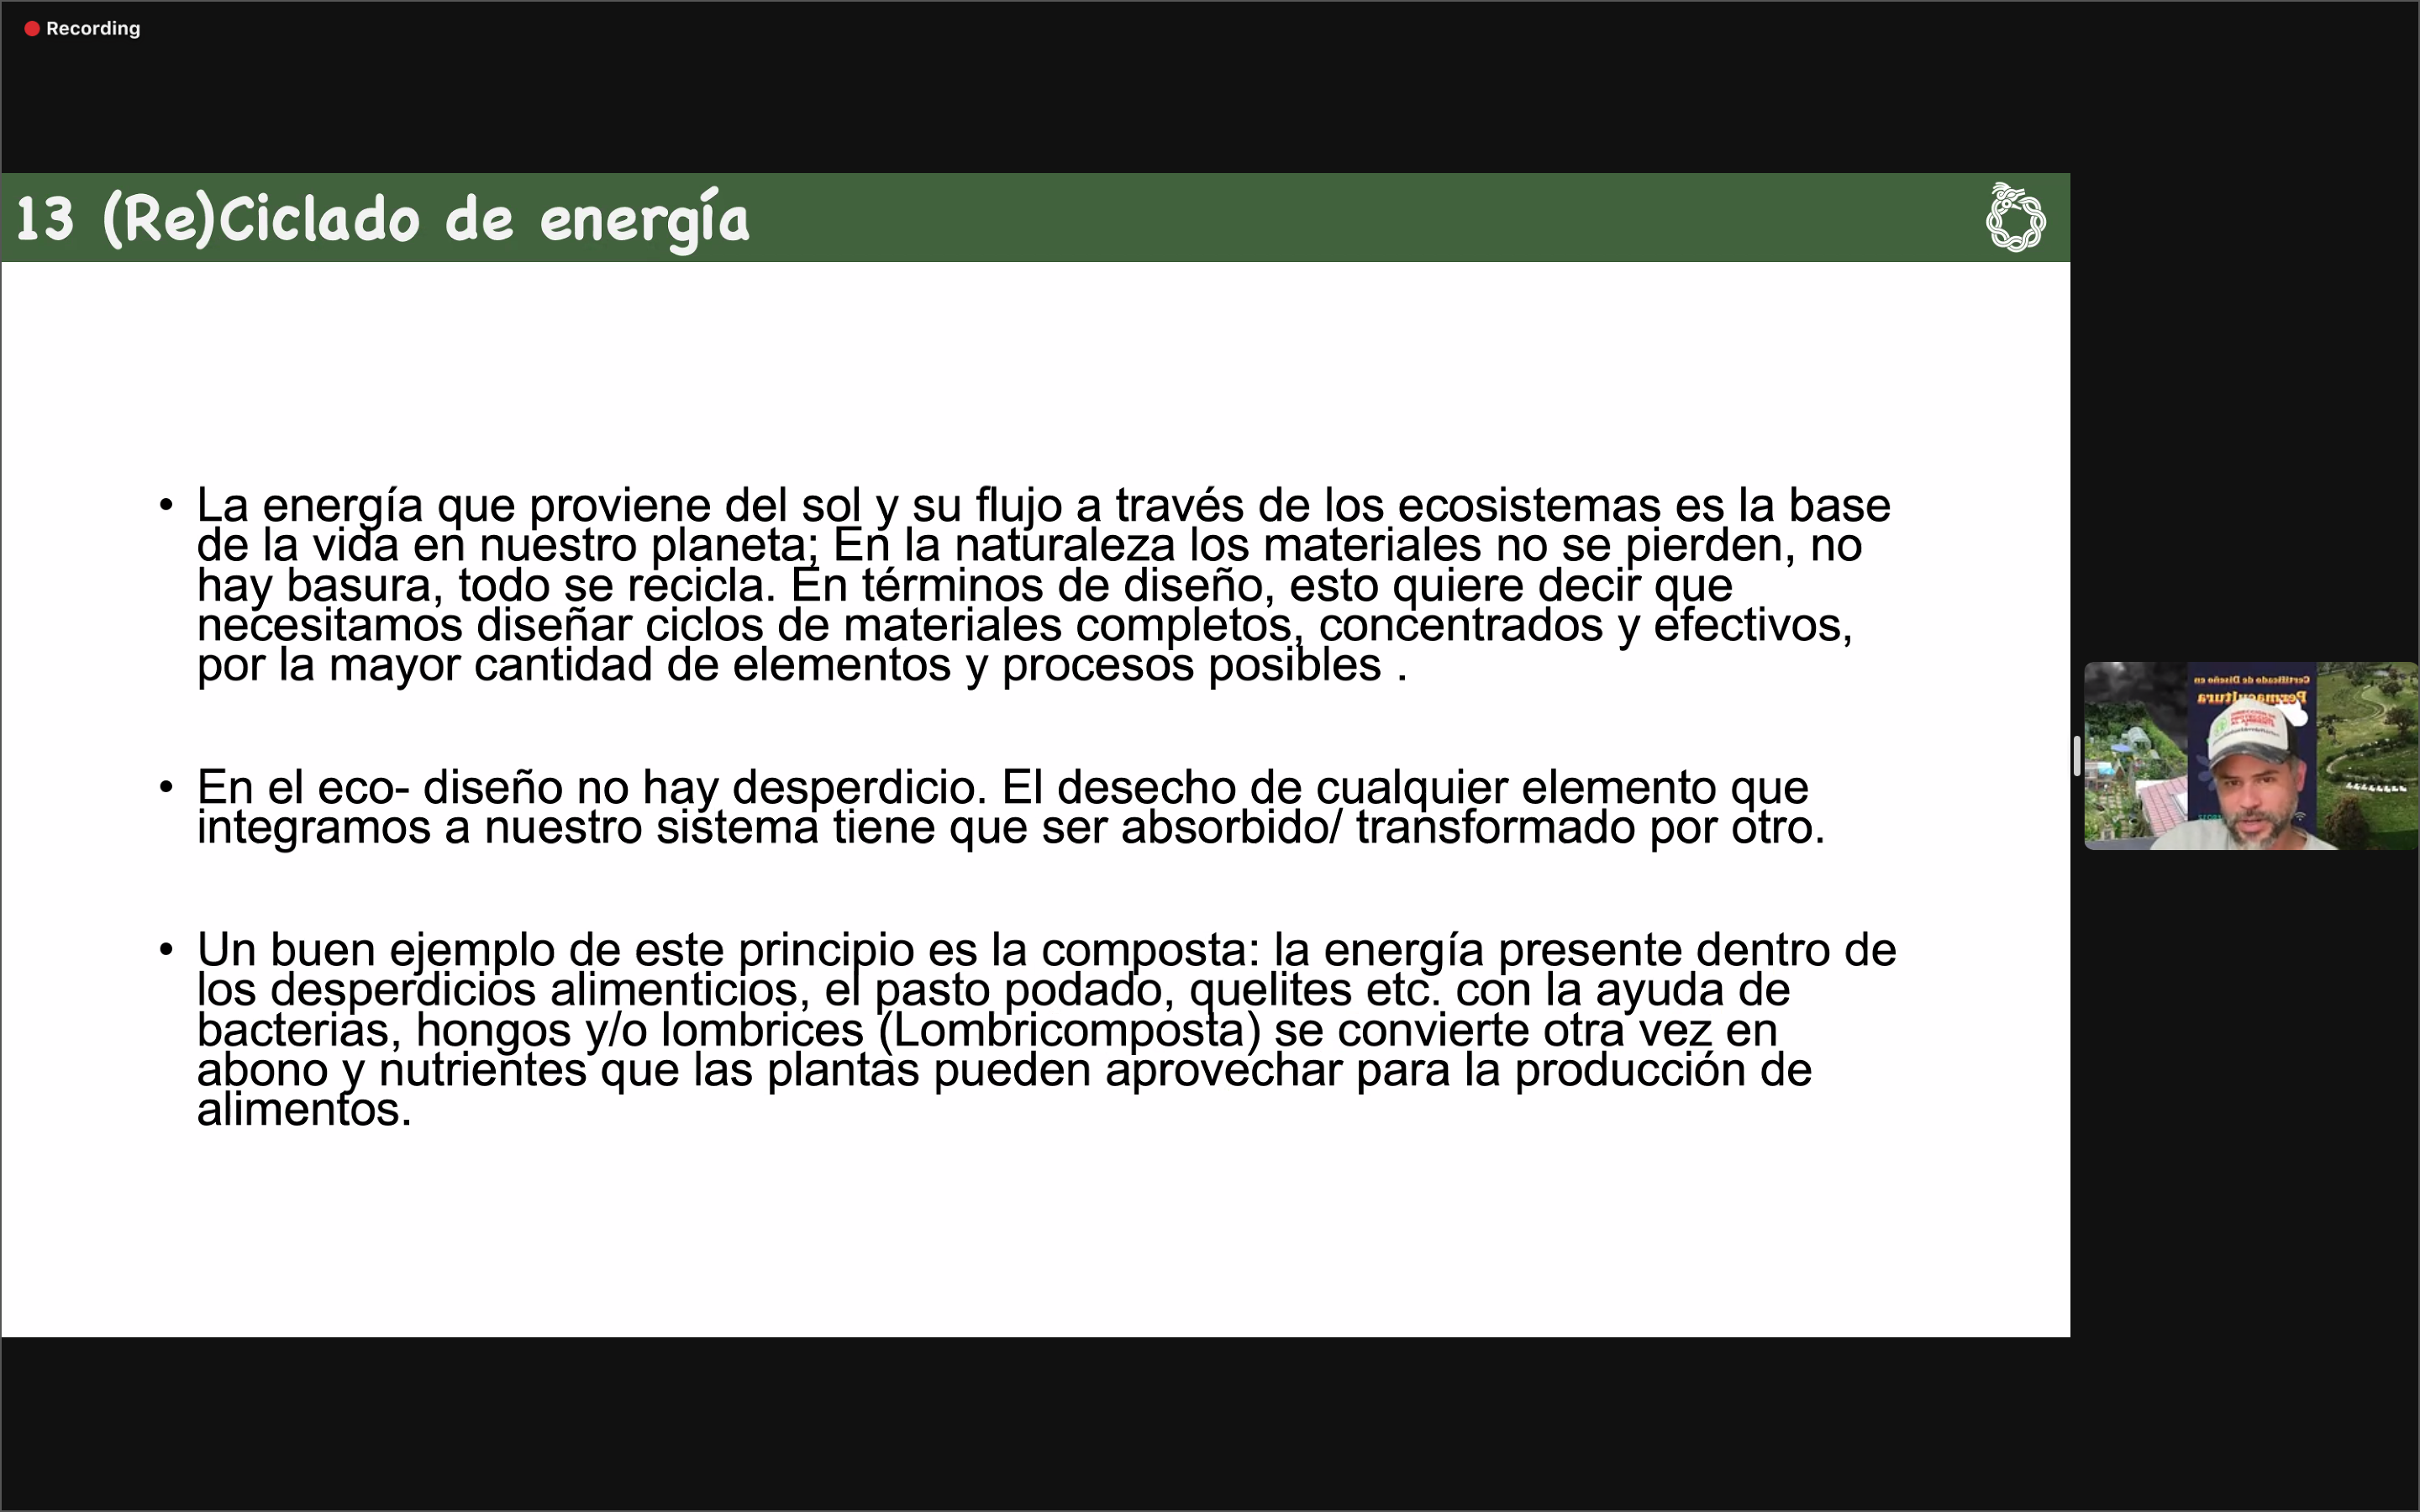 Recording
13 (Re)Ciclado de energía
• La energía que proviene del sol y su flujo a través de los ecosistemas es la base
de la vida en nuestro planeta; En la naturaleza los materiales no se pierden, no
hay basura, todo se recicla. En términos de diseño, esto quiere decir que
necesitamos diseñar ciclos de materiales completos, concentrados y efectivos,
por la mayor cantidad de elementos y procesos posibles .
• En el eco- diseño no hay desperdicio. El desecho de cualquier elemento que
integramos a nuestro sistema tiene que ser absorbido/ transformado por otro.
• Un buen ejemplo de este principio es la composta: la energía presente dentro de
los desperdicios alimenticios, el pasto podado, quelites etc. con la ayuda de
bacterias, hongos y/o lombrices (Lombricomposta) se convierte otra vez en
abono y nutrientes que las plantas pueden aprovechar para la producción de
alimentos.
Certificado de Diseño en
Permacultura